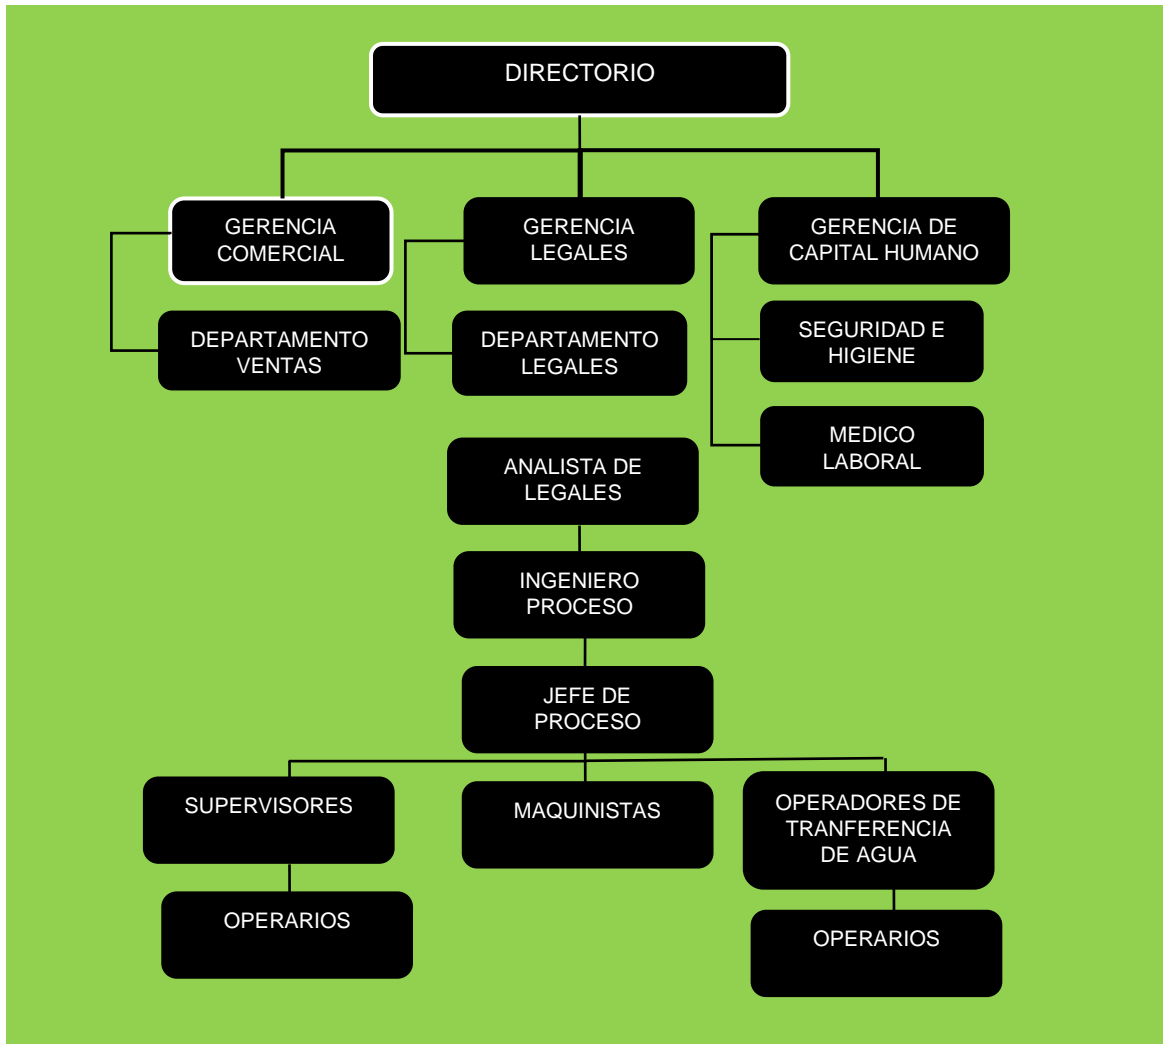 DIRECTORIO
GERENCIA
COMERCIAL
GERENCIA
LEGALES
GERENCIA DE
CAPITAL HUMANO
DEPARTAMENTO
VENTAS
DEPARTAMENTO
LEGALES
SEGURIDAD E
HIGIENE
MEDICO
LABORAL
ANALISTA DE
LEGALES
INGENIERO
PROCESO
JEFE DE
PROCESO
SUPERVISORES
MAQUINISTAS
OPERADORES DE
TRANFERENCIA
DE AGUA
OPERARIOS
OPERARIOS